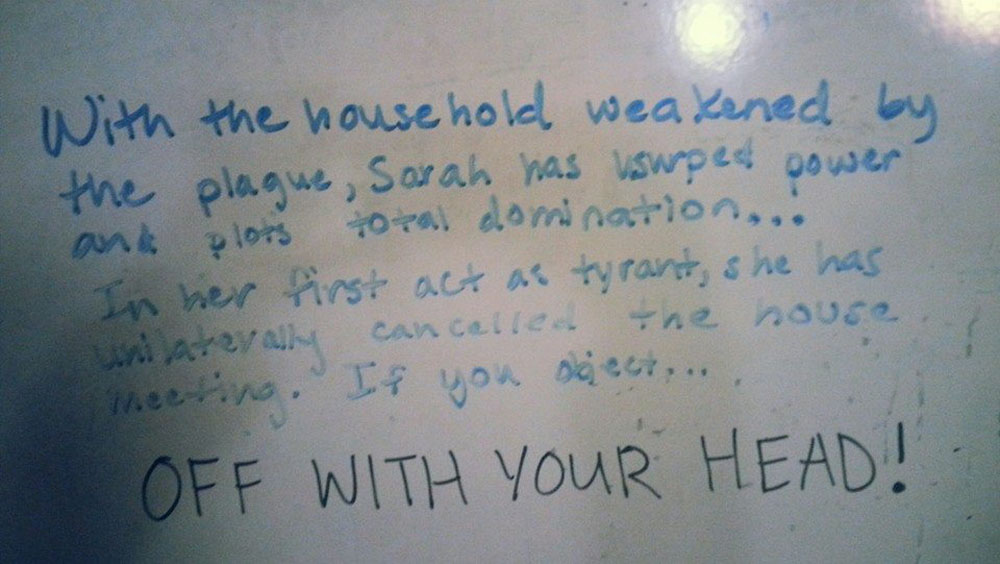 With the household weakened by
the plague, Sarah has usurped power
and plots total domination...
In her first act as tyrant, she has
unilaterally cancelled the house
meeting. If you object...
OFF WITH YOUR HEAD!